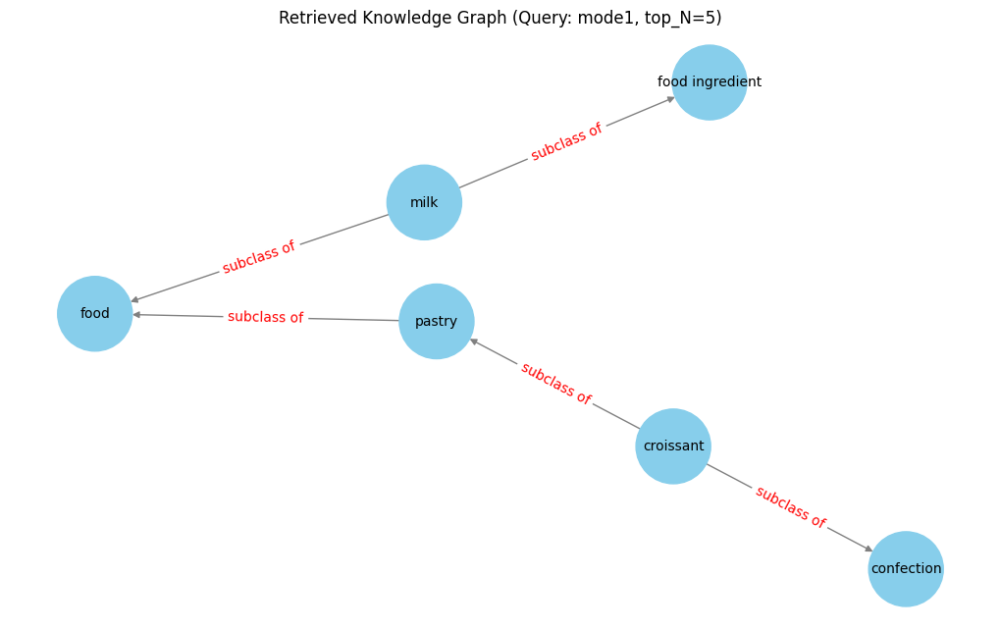 Retrieved Knowledge Graph (Query: mode1, top_N=5)
food ingredient
subclass of
milk
subclass of
food
subclass of
pastry
subclass of
croissant
subclass of
confection